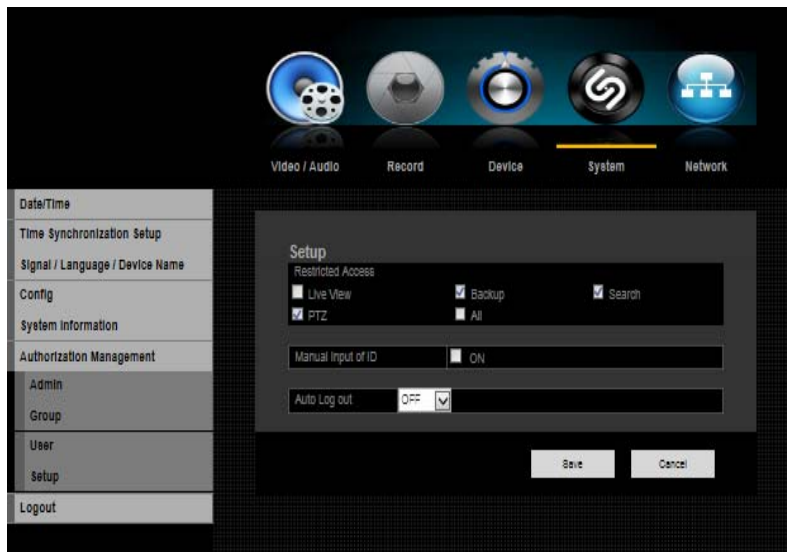 Video / Audio Record Device System Network
Date/Time
Time Synchronization Setup
Signal / Language / Device Name
Config
System Information
Authorization Management
Admin
Group
User
Setup
Logout
Setup
Restricted Access
Live View Backup Search
PTZ All
Manual Input of ID ON
Auto Log out OFF
Save Cancel